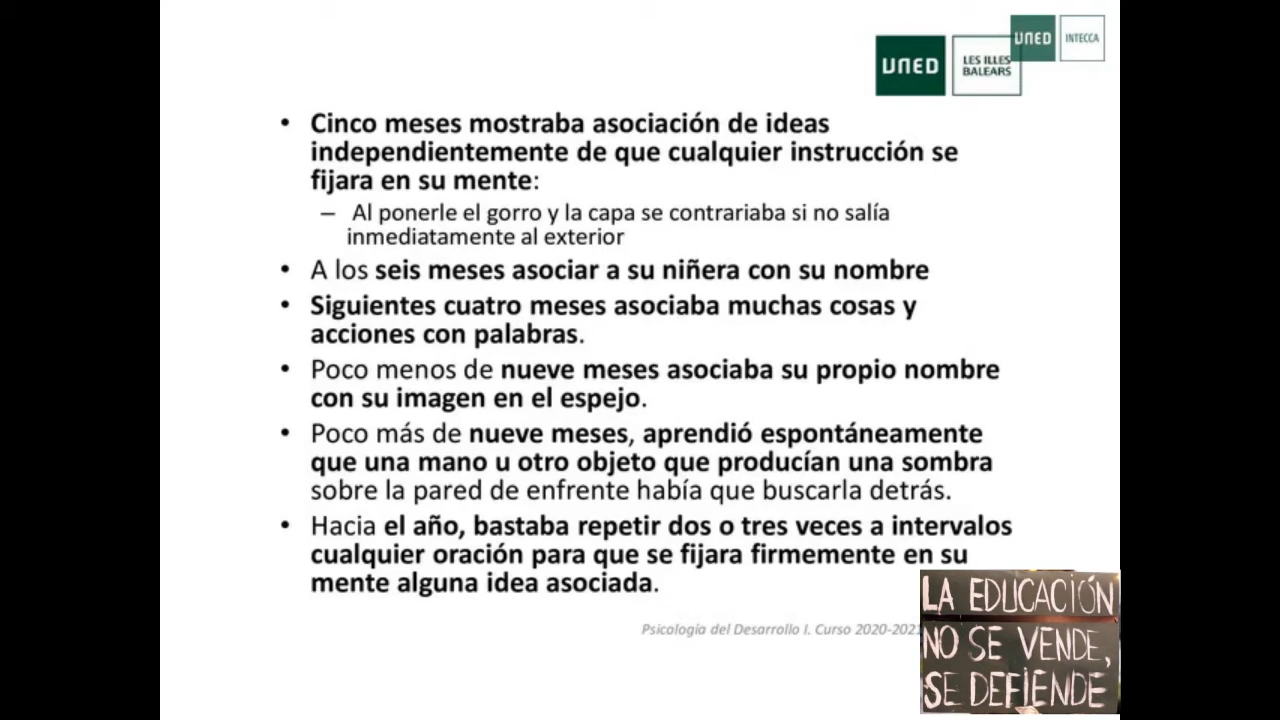 UNED
INTECCA
UNED
LES ILLES
BALEARS
• Cinco meses mostraba asociación de ideas
independientemente de que cualquier instrucción se
fijara en su mente:
– Al ponerle el gorro y la capa se contrariaba si no salía
inmediatamente al exterior
• A los seis meses asociar a su niñera con su nombre
• Siguientes cuatro meses asociaba muchas cosas y
acciones con palabras.
• Poco menos de nueve meses asociaba su propio nombre
con su imagen en el espejo.
• Poco más de nueve meses, aprendió espontáneamente
que una mano u otro objeto que producían una sombra
sobre la pared de enfrente había que buscarla detrás.
• Hacia el año, bastaba repetir dos o tres veces a intervalos
cualquier oración para que se fijara firmemente en su
mente alguna idea asociada.
Psicología del Desarrollo I. Curso 2020-2021
LA EDUCACIÓN
NO SE VENDE,
SE DEFIENDE